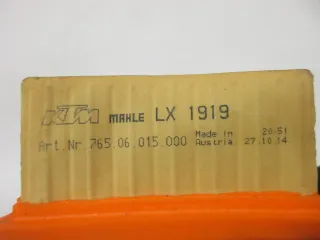 KTM MAHLE LX 1919
Art.Nr.765.06.015.000 Made in Austria 20:51 27.10.14